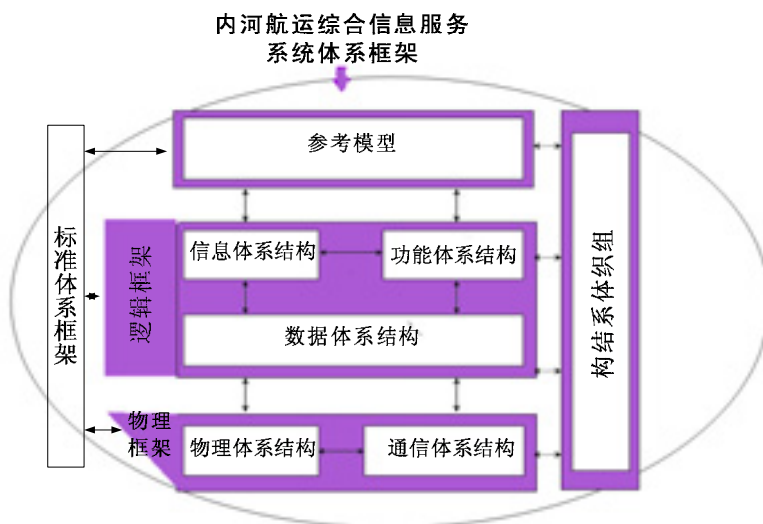 内河航运综合信息服务
系统体系框架
标准体系框架
参考模型
逻辑框架
信息体系结构
功能体系结构
数据体系结构
物理
框架
物理体系结构
通信体系结构
组织体系结构